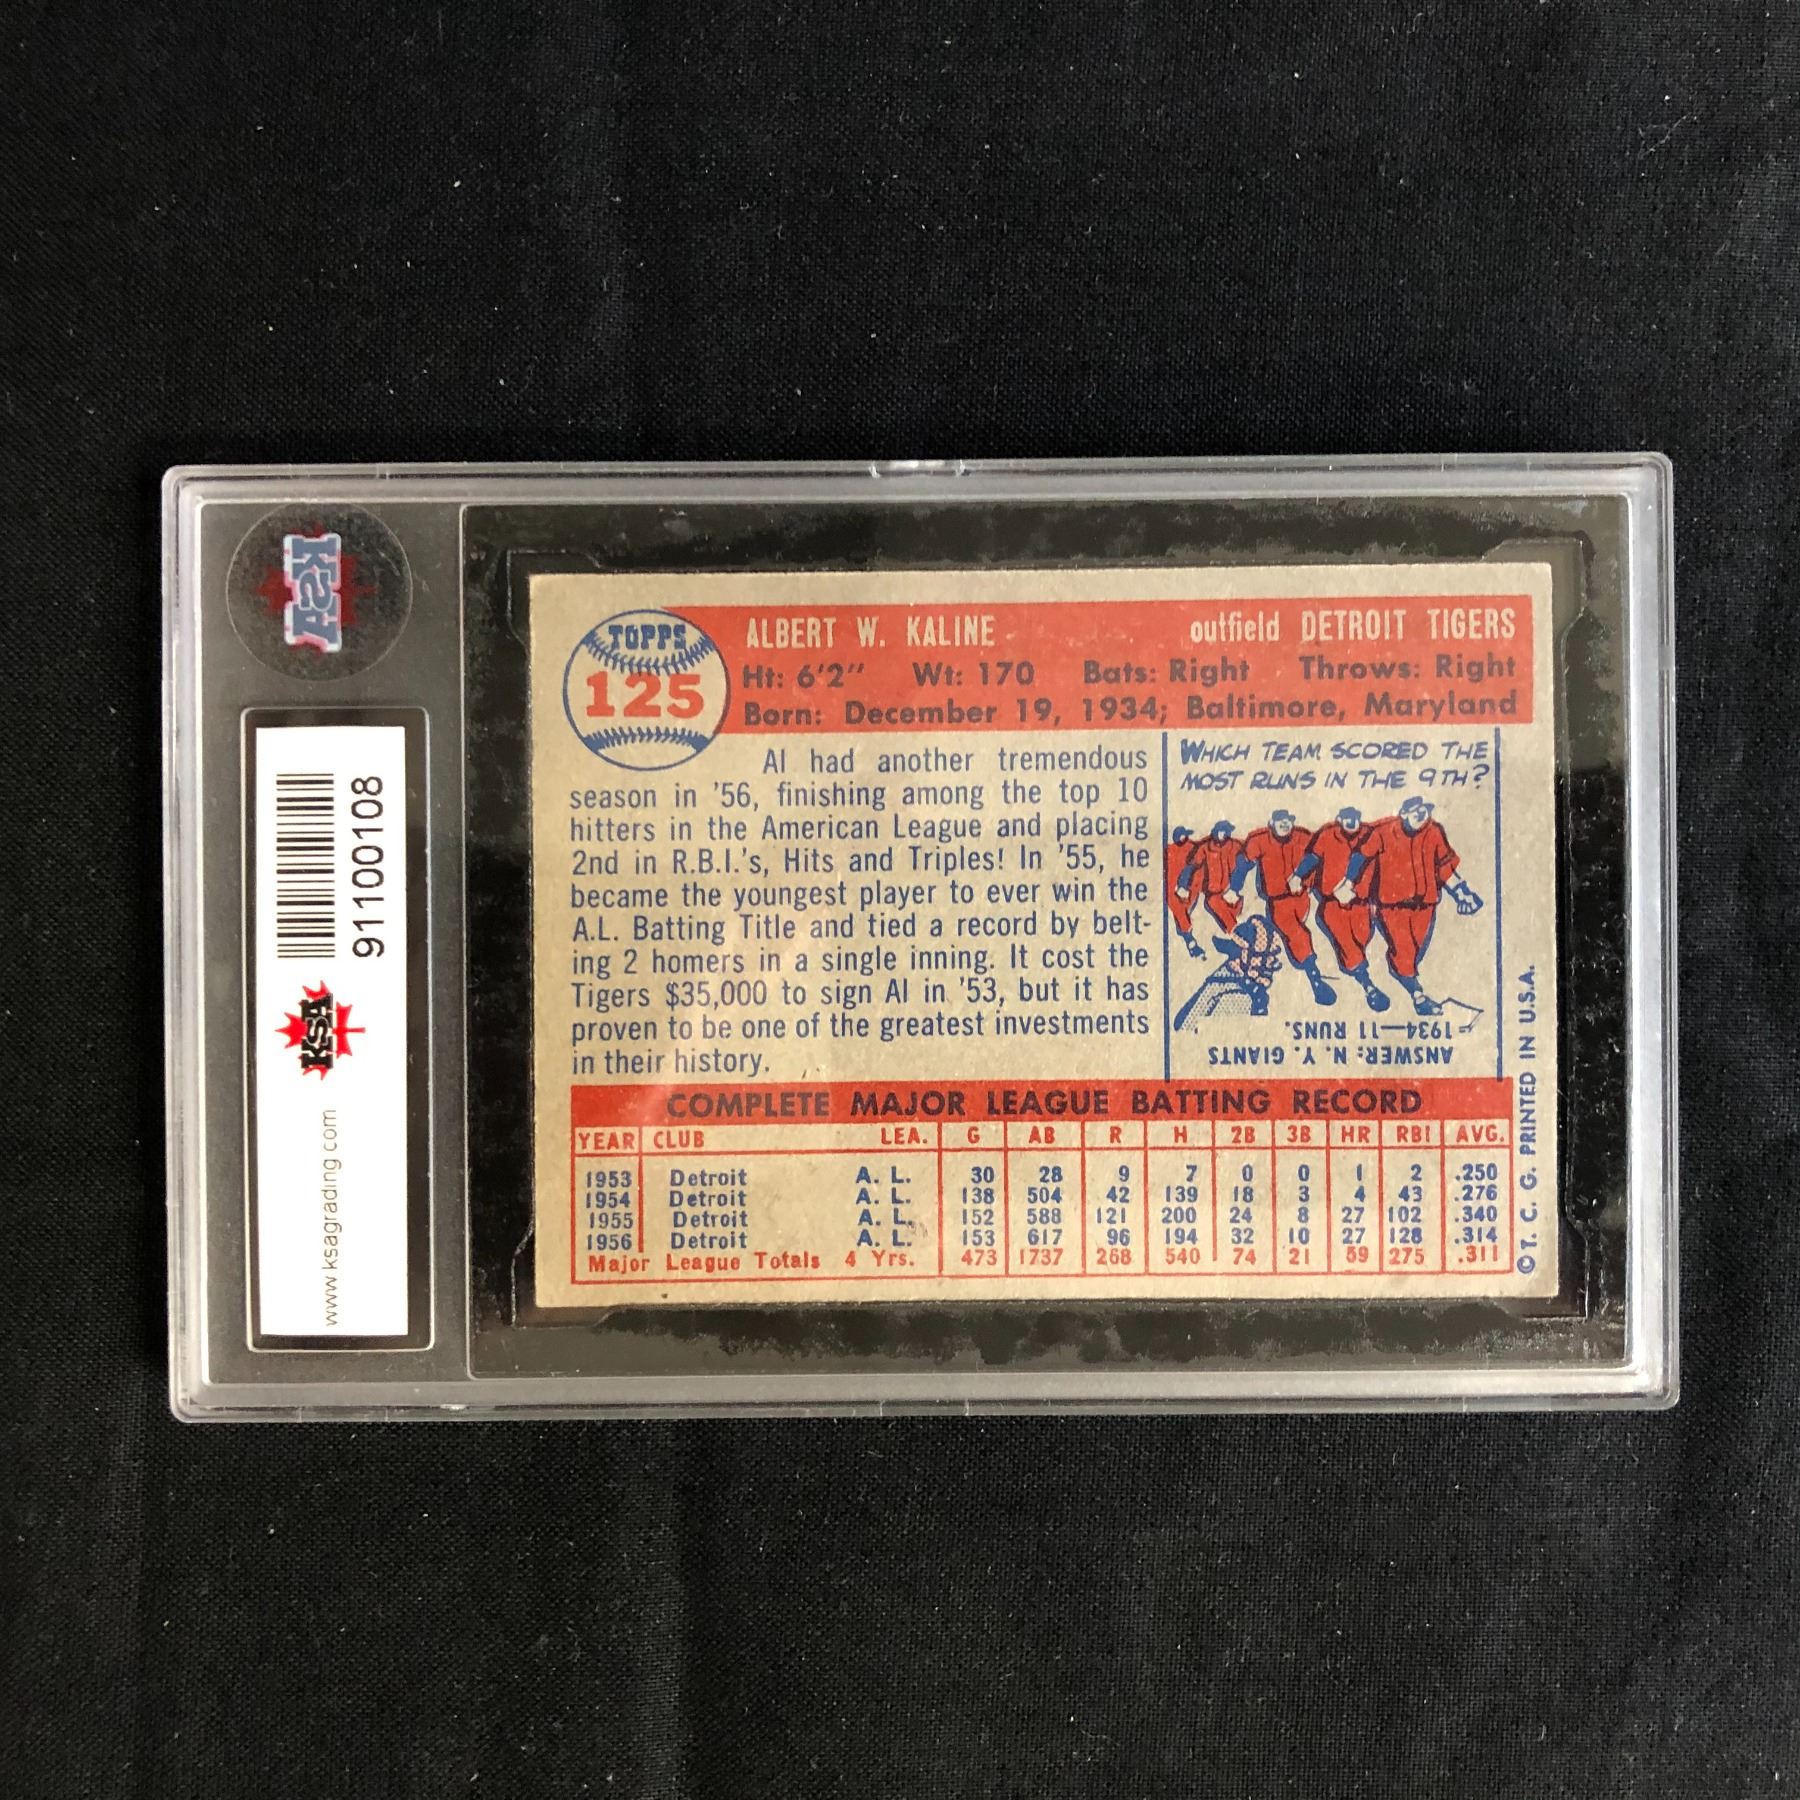 KSA
91100108
KSA
www.ksagrading.com
TOPPS
125
ALBERT W. KALINE outfield DETROIT TIGERS
Ht: 6'2" Wt: 170 Bats: Right Throws: Right
Born: December 19, 1934; Baltimore, Maryland
Al had another tremendous
season in '56, finishing among the top 10
hitters in the American League and placing
2nd in R.B.I.'s, Hits and Triples! In '55, he
became the youngest player to ever win the
A.L. Batting Title and tied a record by belt-
ing 2 homers in a single inning. It cost the
Tigers $35,000 to sign Al in '53, but it has
proven to be one of the greatest investments
in their history.
WHICH TEAM SCORED THE
MOST RUNS IN THE 9TH?
ANSWER: N. Y. GIANTS
1934—11 RUNS.
COMPLETE MAJOR LEAGUE BATTING RECORD
YEAR CLUB LEA. G AB R H 2B 3B HR RBI AVG.
1953 Detroit A. L. 30 28 9 7 0 0 1 2 .250
1954 Detroit A. L. 138 504 42 139 18 3 4 43 .276
1955 Detroit A. L. 152 588 121 200 24 8 27 102 .340
1956 Detroit A. L. 153 617 96 194 32 10 27 128 .314
Major League Totals 4 Yrs. 473 1737 268 540 74 21 59 275 .311
© T. C. G. PRINTED IN U.S.A.